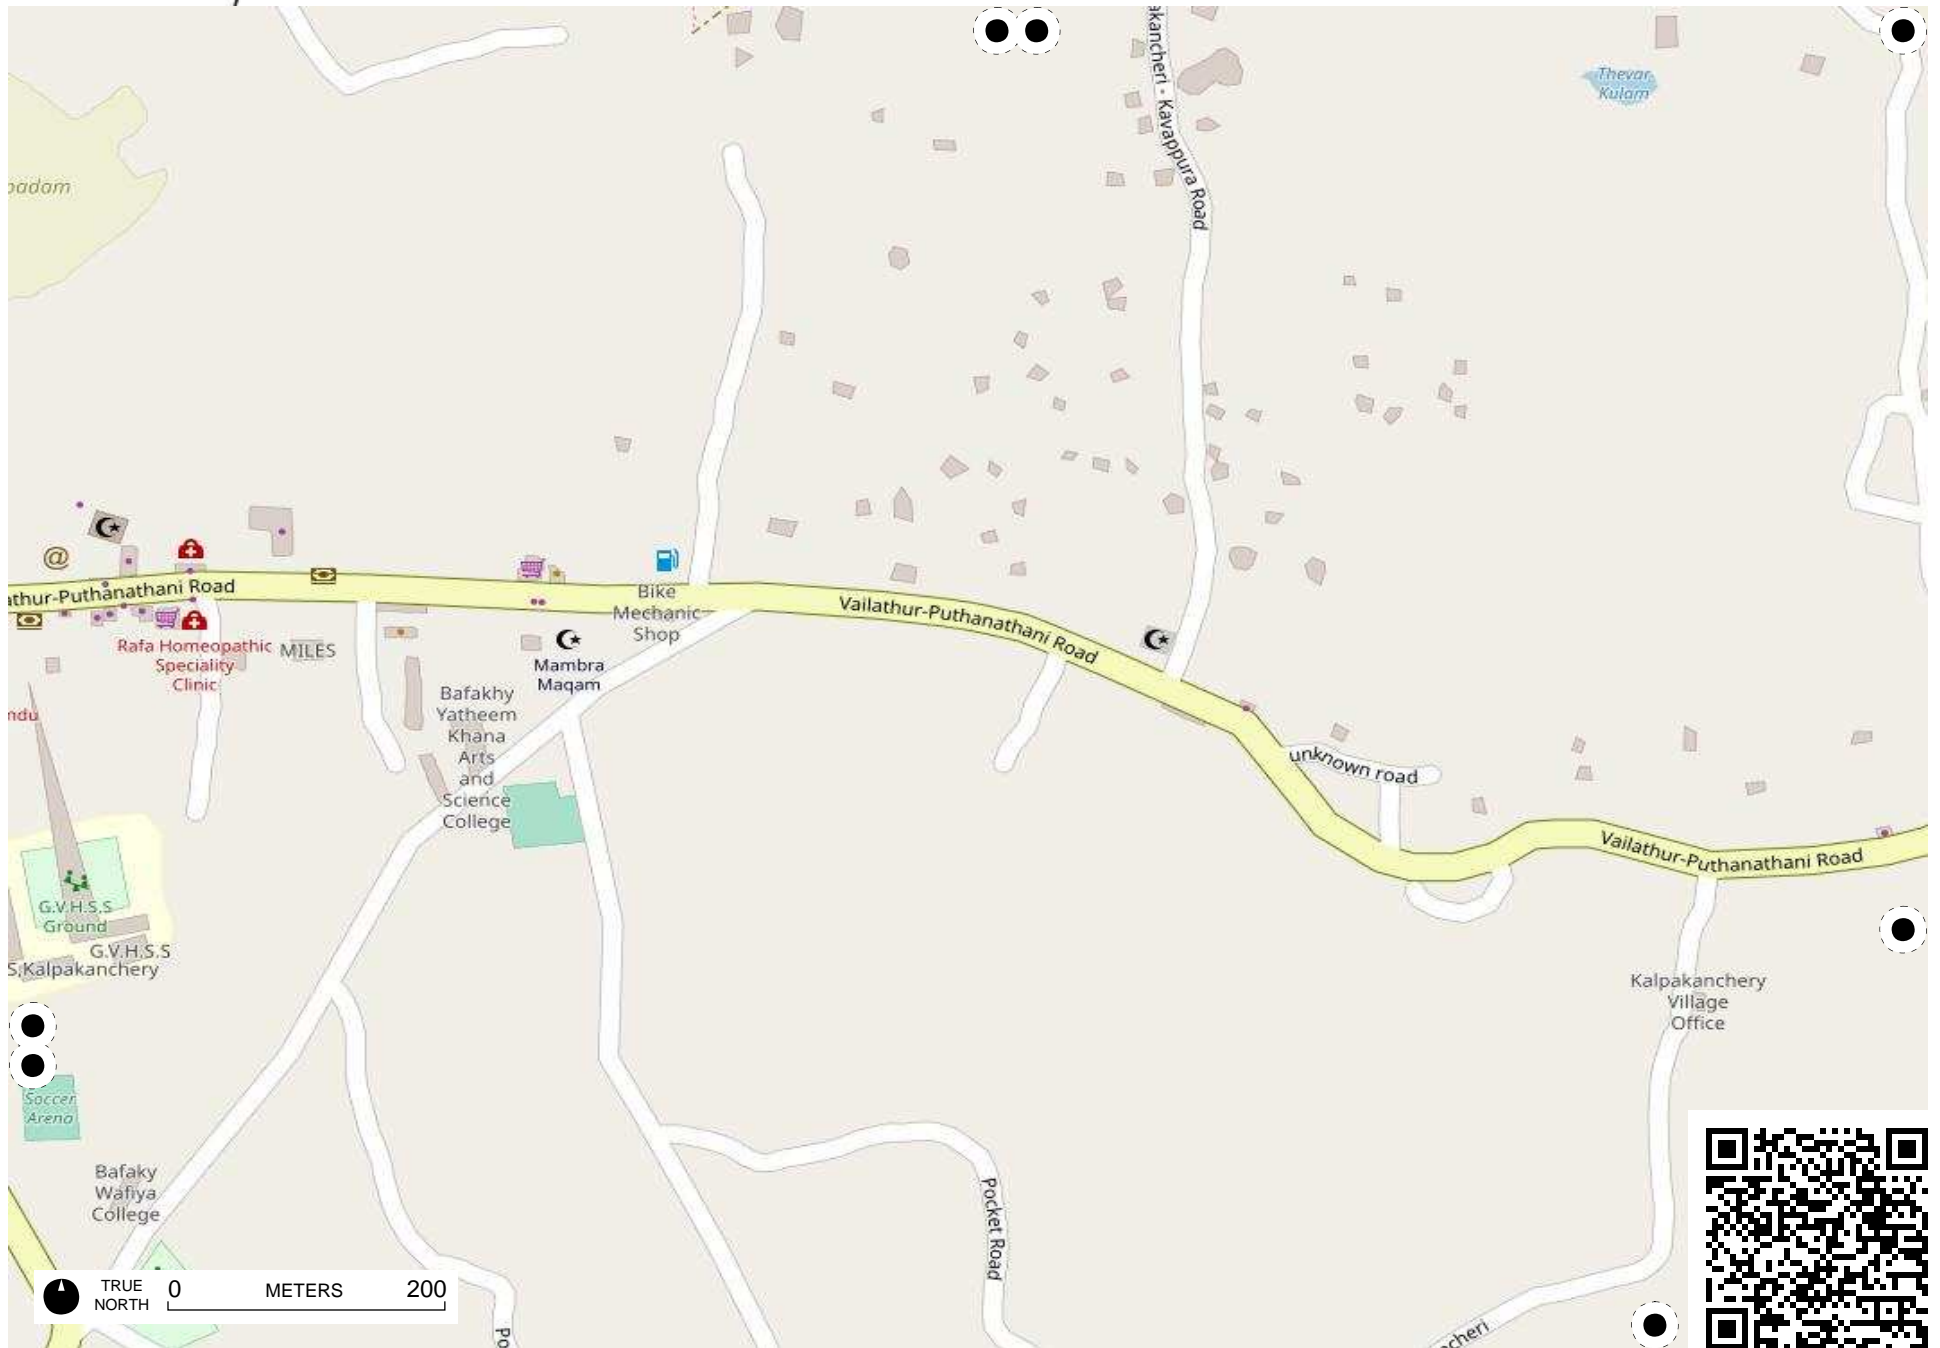 akancheri - Kavappura Road
Thevar
Kulam
padam
@
athur-Puthanathani Road
Bike
Mechanic
Shop
Vailathur-Puthanathani Road
Rafa Homeopathic
Speciality
Clinic
MILES
Mambra
Maqam
Bafakhy
Yatheem
Khana
Arts
and
Science
College
ndu
unknown road
Vailathur-Puthanathani Road
G.V.H.S.S
Ground
G.V.H.S.S
S,Kalpakanchery
Kalpakanchery
Village
Office
Soccer
Arena
Bafaky
Wafiya
College
Pocket Road
TRUE
NORTH
0 METERS 200
Po
cheri